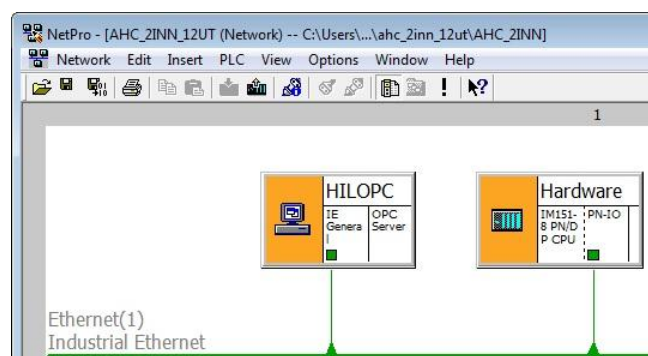 NetPro - [AHC_2INN_12UT (Network) -- C:\Users\...\ahc_2inn_12ut\AHC_2INN]
Network Edit Insert PLC View Options Window Help
1
HILOPC
IE
Genera
l
OPC
Server
Hardware
IM151-
8 PN/D
P CPU
PN-IO
Ethernet(1)
Industrial Ethernet